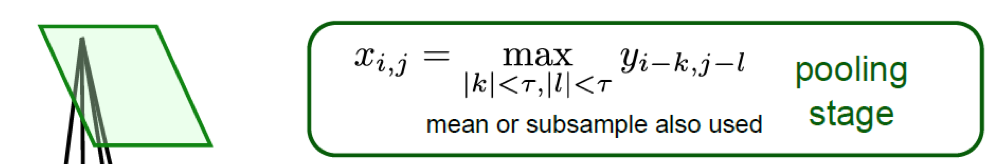 x_{i,j} = max_{|k|<τ,|l|<τ} y_{i−k,j−l}
mean or subsample also used
pooling
stage